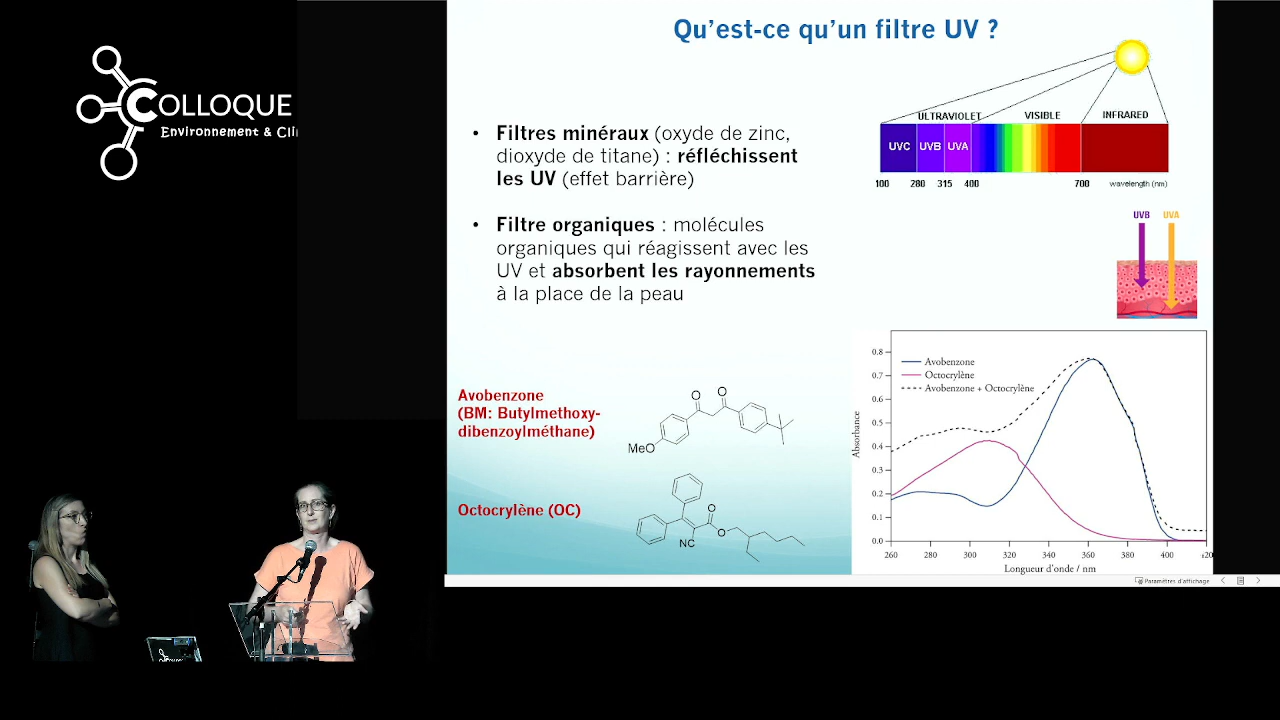 COLLOQUE
Environnement & Cli
Qu'est-ce qu'un filtre UV ?
• Filtres minéraux (oxyde de zinc,
dioxyde de titane) : réfléchissent
les UV (effet barrière)
• Filtre organiques : molécules
organiques qui réagissent avec les
UV et absorbent les rayonnements
à la place de la peau
ULTRAVIOLET VISIBLE INFRARED
UVC UVB UVA
100 280 315 400 700 wavelength (nm)
UVB UVA
Avobenzone
(BM: Butylmethoxy-
dibenzoylméthane)
O O
MeO
Octocrylène (OC)
O
O
NC
Avobenzone
Octocrylène
Avobenzone + Octocrylène
Absorbance
0.8
0.7
0.6
0.5
0.4
0.3
0.2
0.1
0.0
260 280 300 320 340 360 380 400 420
Longueur d'onde / nm
Paramètres d'affichage